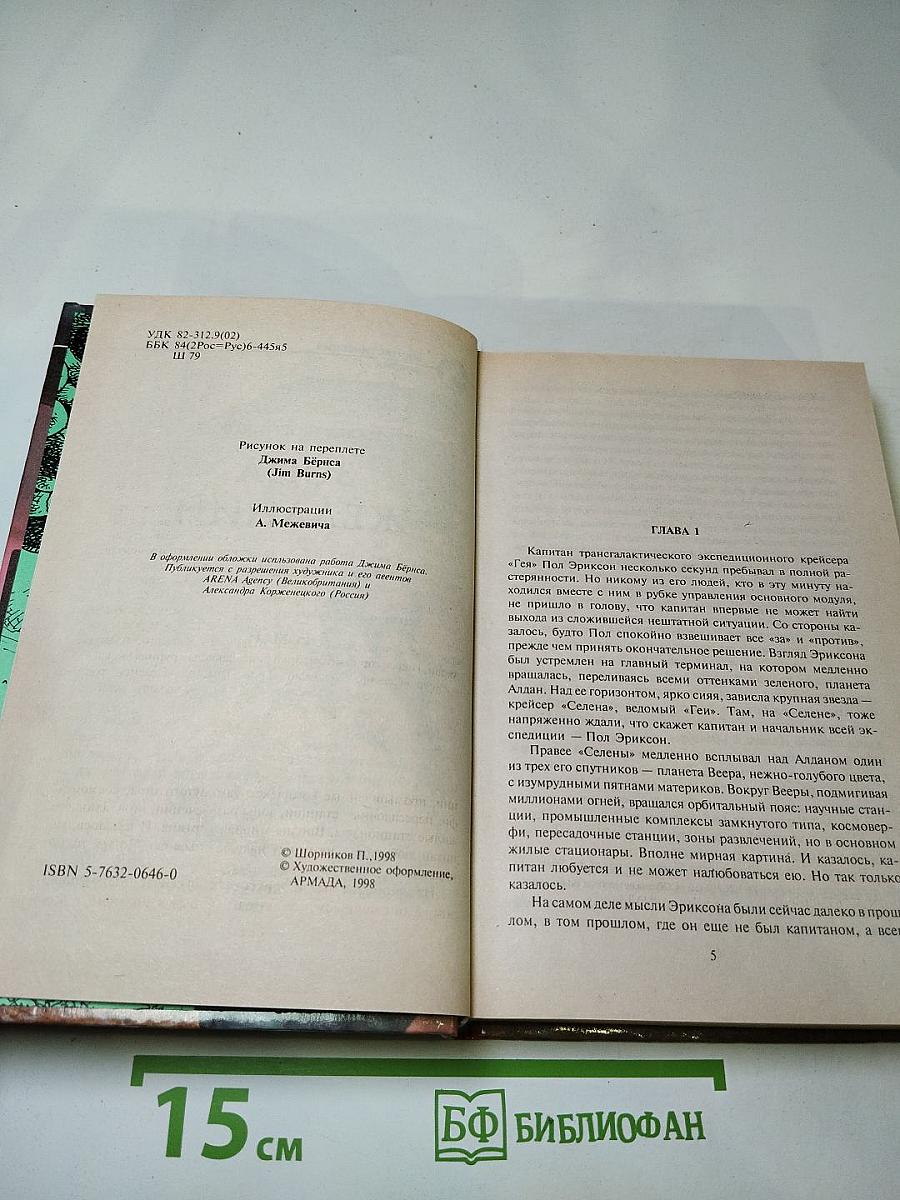 УДК 82-312.9(02)
ББК 84(2Рос=Рус)6-445я5
Ш 79
Рисунок на переплете
Джима Бёрнса
(Jim Burns)
Иллюстрации
А. Межевича
В оформлении обложки использована работа Джима Бёрнса.
Публикуется с разрешения художника и его агентов
ARENA Agency (Великобритания) и
Александра Корженецкого (Россия)
ISBN 5-7632-0646-0
© Шорников П.,1998
© Художественное оформление,
АРМАДА, 1998
ГЛАВА 1
Капитан трансгалактического экспедиционного крейсера
«Гея» Пол Эриксон несколько секунд пребывал в полной ра-
стерянности. Но никому из его людей, кто в эту минуту на-
ходился вместе с ним в рубке управления основного модуля,
не пришло в голову, что капитан впервые не может найти
выхода из сложившейся нештатной ситуации. Со стороны ка-
залось, будто Пол спокойно взвешивает все «за» и «против»,
прежде чем принять окончательное решение. Взгляд Эриксона
был устремлен на главный терминал, на котором медленно
вращалась, переливаясь всеми оттенками зеленого, планета
Алдан. Над ее горизонтом, ярко сияя, зависла крупная звезда —
крейсер «Селена», ведомый «Геи». Там, на «Селене», тоже
напряженно ждали, что скажет капитан и начальник всей эк-
спедиции — Пол Эриксон.
Правее «Селены» медленно всплывал над Алданом один
из трех его спутников — планета Веера, нежно-голубого цвета,
с изумрудными пятнами материков. Вокруг Вееры, подмигивая
миллионами огней, вращался орбитальный пояс: научные стан-
ции, промышленные комплексы замкнутого типа, космовер-
фи, пересадочные станции, зоны развлечений, но в основном
жилые стационары. Вполне мирная картина. И казалось, ка-
питан любуется и не может налюбоваться ею. Но так только
казалось.
На самом деле мысли Эриксона были сейчас далеко в прош
лом, в том прошлом, где он еще не был капитаном, а всег
5
15 см
БФ БИБЛИОФАН